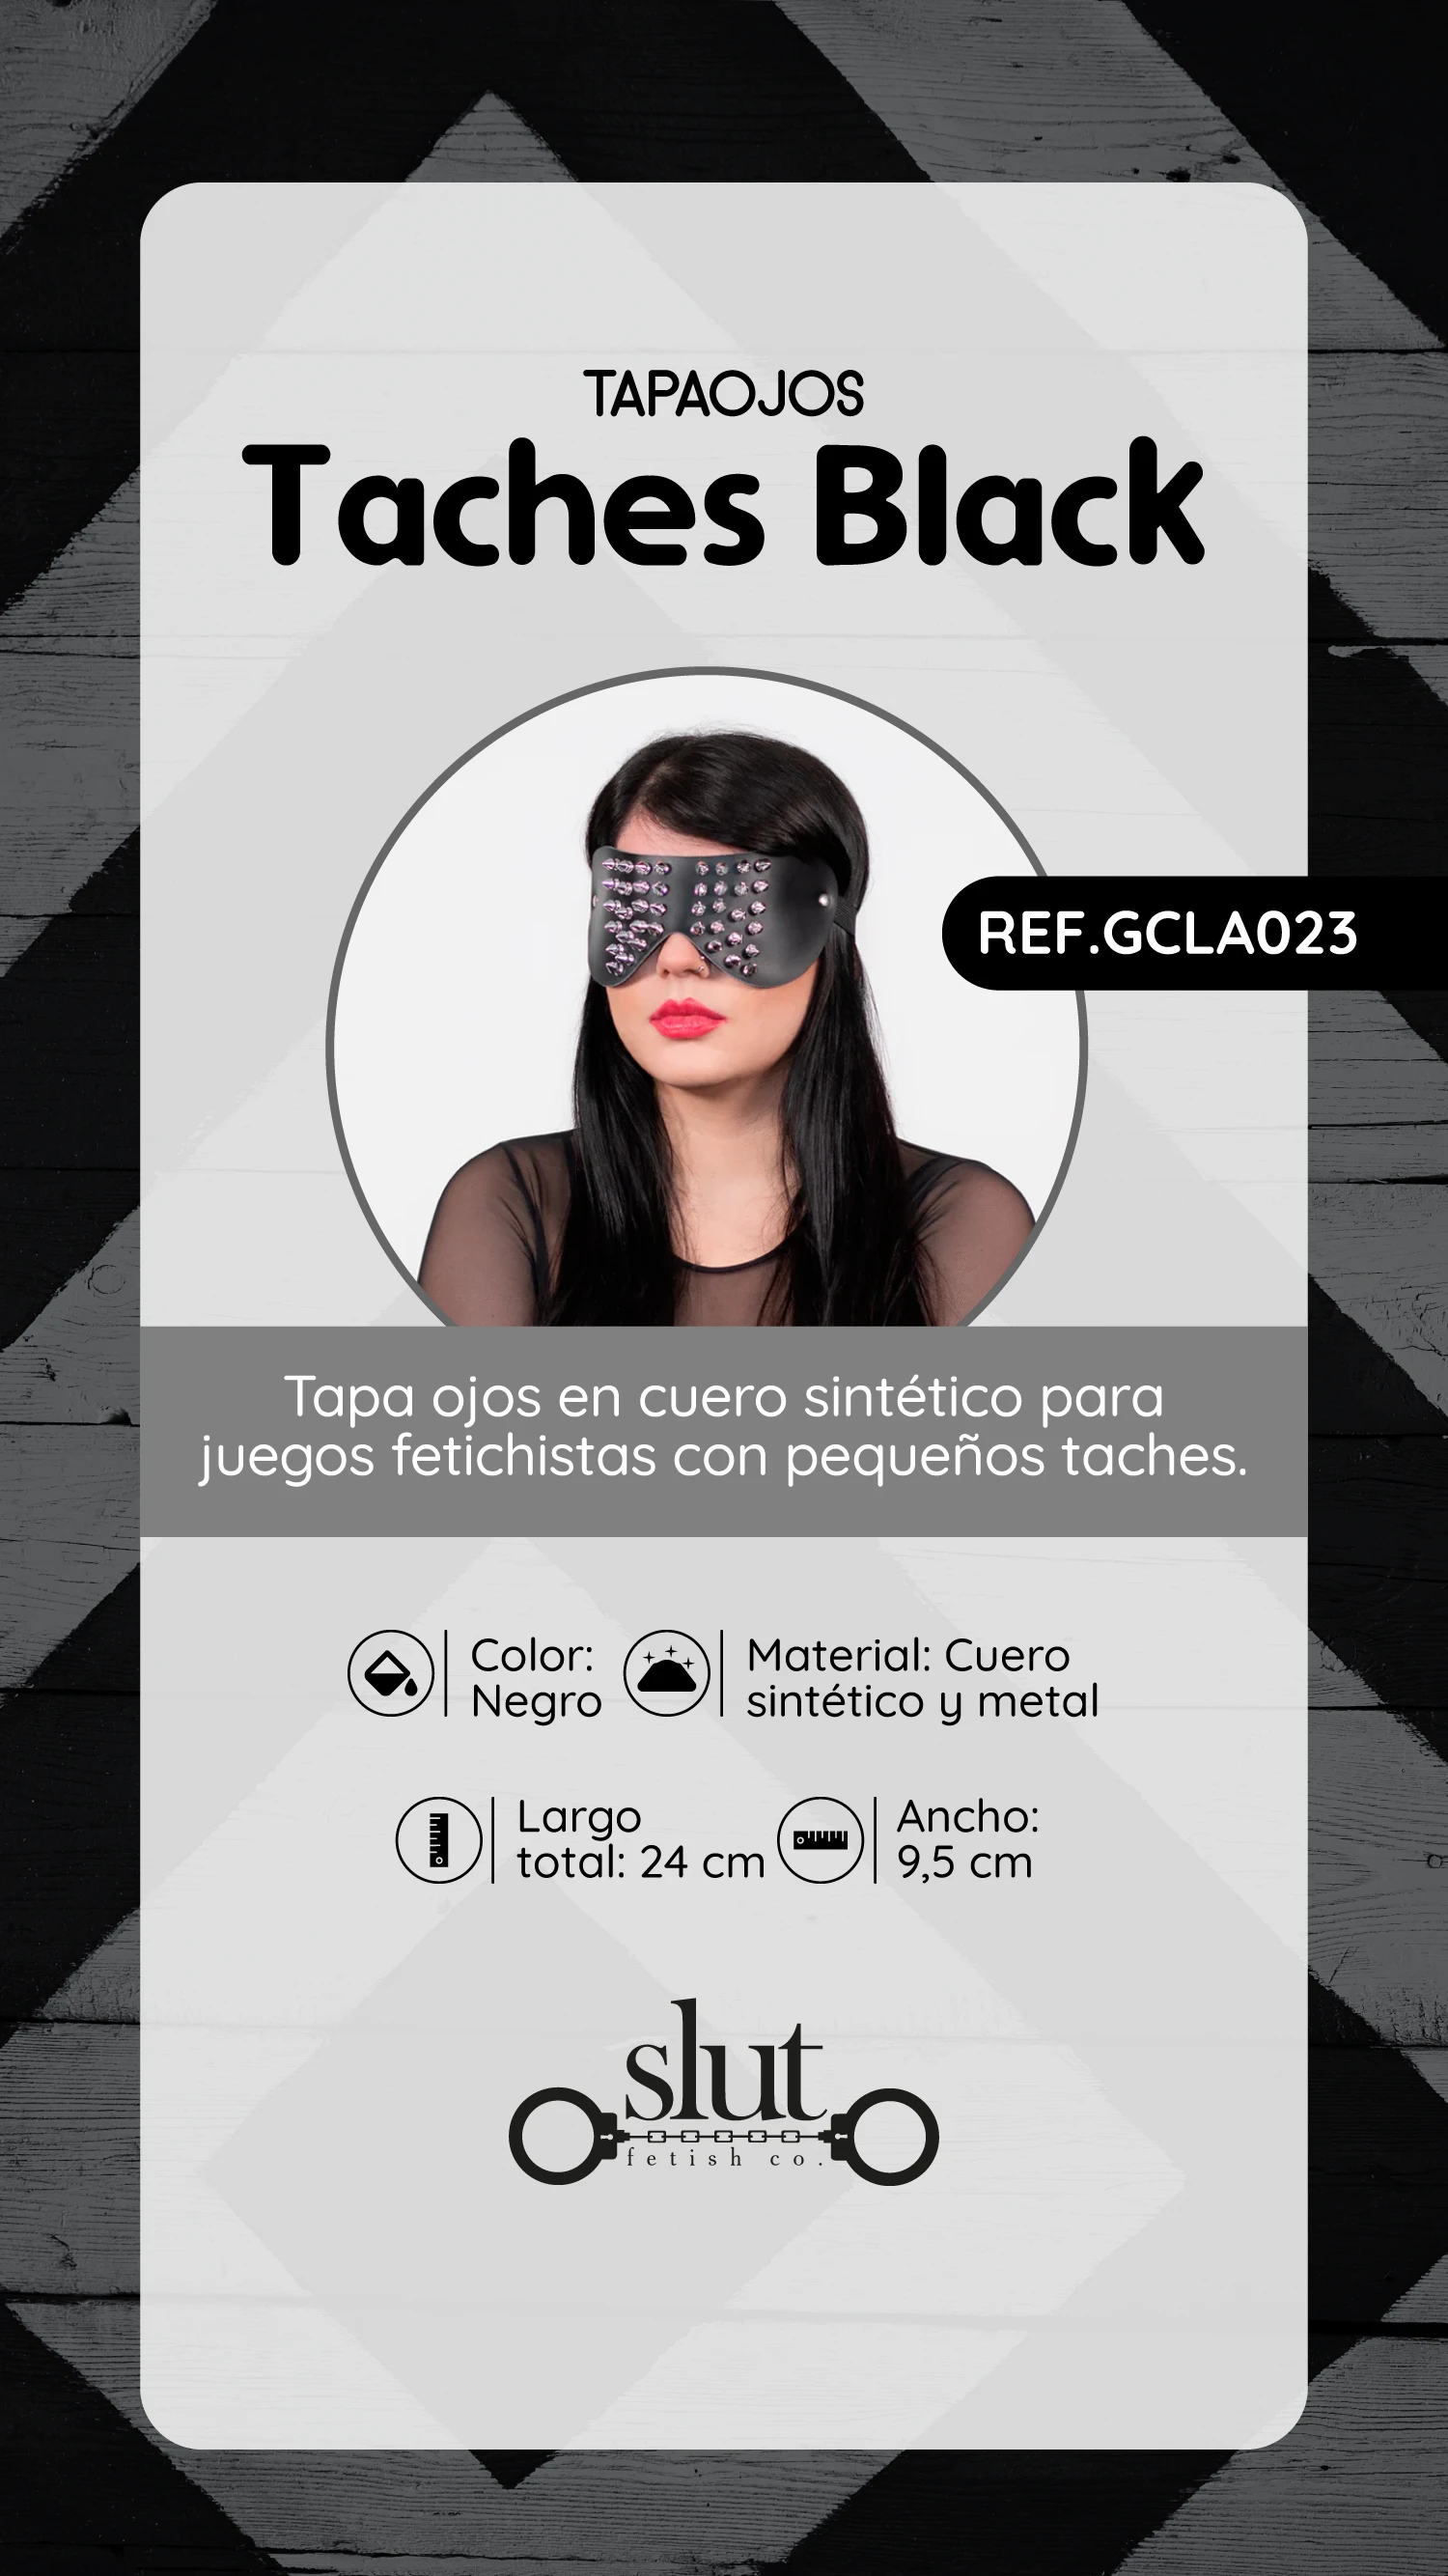 TAPAOJOS
Taches Black
REF.GCLA023
Tapa ojos en cuero sintético para
juegos fetichistas con pequeños taches.
Color:
Negro
Material: Cuero
sintético y metal
Largo
total: 24 cm
Ancho:
9,5 cm
slut
fetish co.